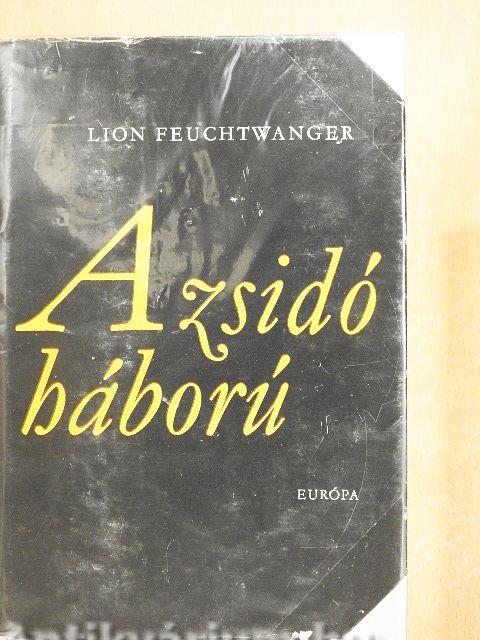 LION FEUCHTWANGER
A zsidó
háború
EURÓPA